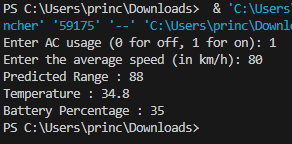 PS C:\Users\princ\Downloads>  & 'C:\Users
ncher' '59175' '--' 'C:\Users\princ\Down
Enter AC usage (0 for off, 1 for on): 1
Enter the average speed (in km/h): 80
Predicted Range : 88
Temperature : 34.8
Battery Percentage : 35
PS C:\Users\princ\Downloads>